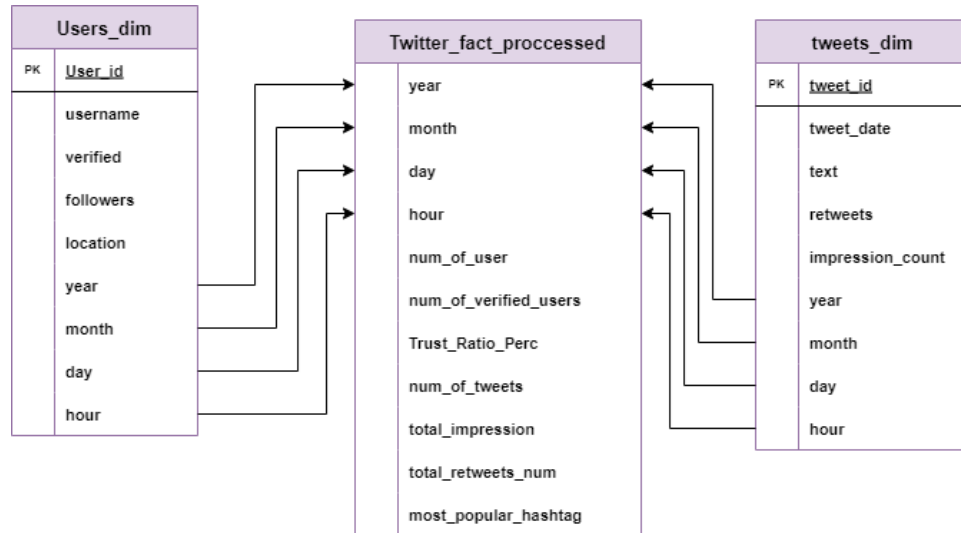 Users_dim
PK User_id
username
verified
followers
location
year
month
day
hour
Twitter_fact_proccessed
year
month
day
hour
num_of_user
num_of_verified_users
Trust_Ratio_Perc
num_of_tweets
total_impression
total_retweets_num
most_popular_hashtag
tweets_dim
PK tweet_id
tweet_date
text
retweets
impression_count
year
month
day
hour